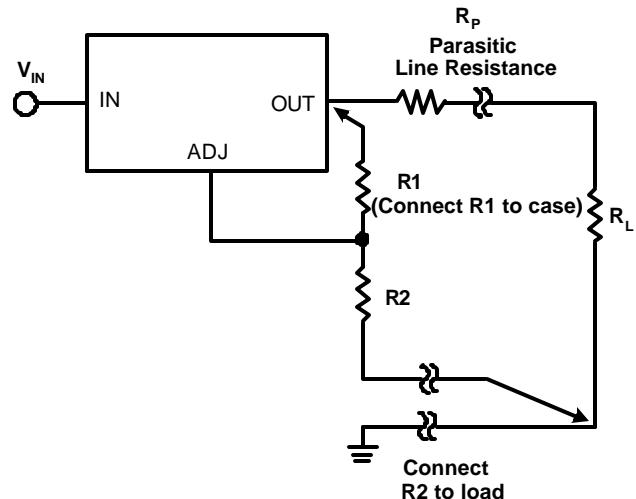 R_P
Parasitic
Line Resistance
V_IN
IN
OUT
ADJ
R1
(Connect R1 to case)
R_L
R2
Connect
R2 to load